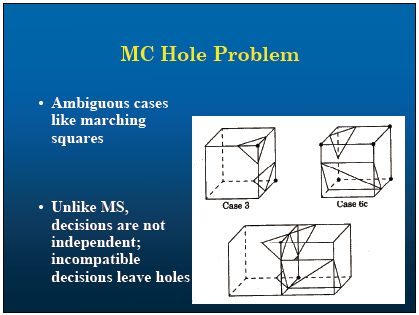 MC Hole Problem
• Ambiguous cases
like marching
squares
• Unlike MS,
decisions are not
independent;
incompatible
decisions leave holes
Case 3
Case 6c